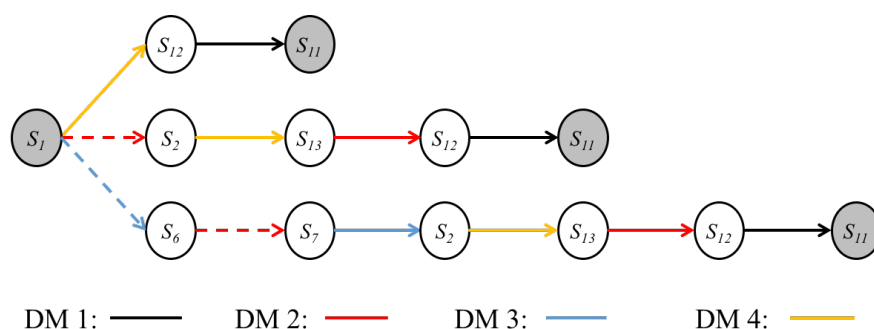 S12 S11
S1 S2 S13 S12 S11
S6 S7 S2 S13 S12 S11
DM 1: DM 2: DM 3: DM 4: